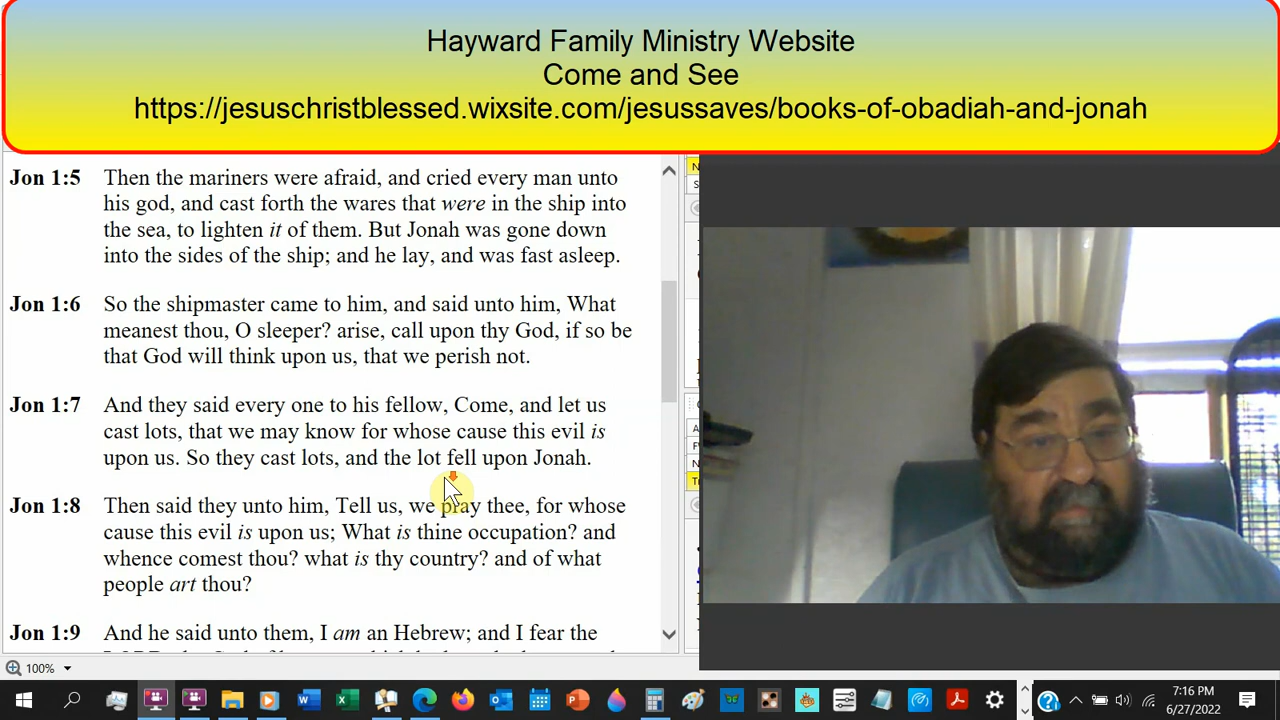 Hayward Family Ministry Website
Come and See
https://jesuschristblessed.wixsite.com/jesussaves/books-of-obadiah-and-jonah
Jon 1:5 Then the mariners were afraid, and cried every man unto
his god, and cast forth the wares that were in the ship into
the sea, to lighten it of them. But Jonah was gone down
into the sides of the ship; and he lay, and was fast asleep.
Jon 1:6 So the shipmaster came to him, and said unto him, What
meanest thou, O sleeper? arise, call upon thy God, if so be
that God will think upon us, that we perish not.
Jon 1:7 And they said every one to his fellow, Come, and let us
cast lots, that we may know for whose cause this evil is
upon us. So they cast lots, and the lot fell upon Jonah.
Jon 1:8 Then said they unto him, Tell us, we pray thee, for whose
cause this evil is upon us; What is thine occupation? and
whence comest thou? what is thy country? and of what
people art thou?
Jon 1:9 And he said unto them, I am an Hebrew; and I fear the
100%
7:16 PM
6/27/2022